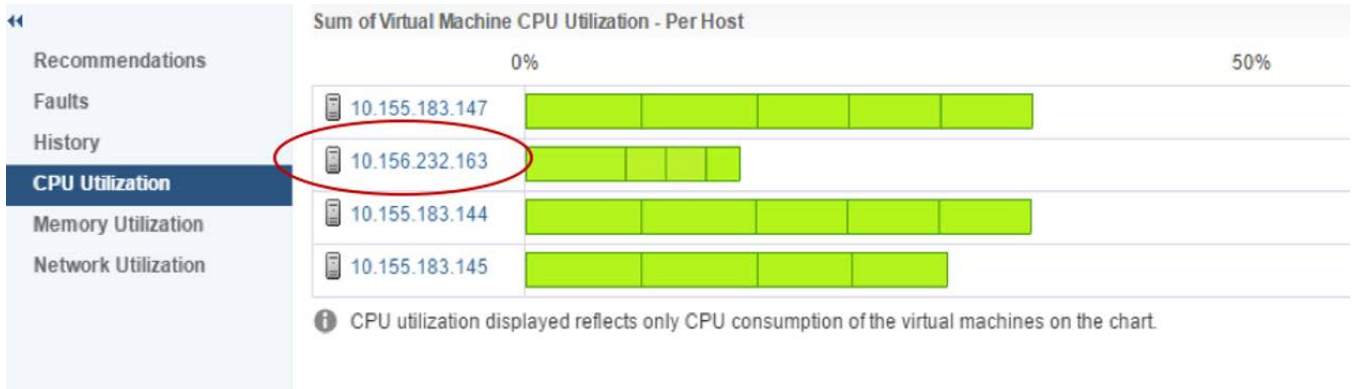 Sum of Virtual Machine CPU Utilization - Per Host
Recommendations
Faults
History
CPU Utilization
Memory Utilization
Network Utilization
0% 50%
10.155.183.147
10.156.232.163
10.155.183.144
10.155.183.145
CPU utilization displayed reflects only CPU consumption of the virtual machines on the chart.